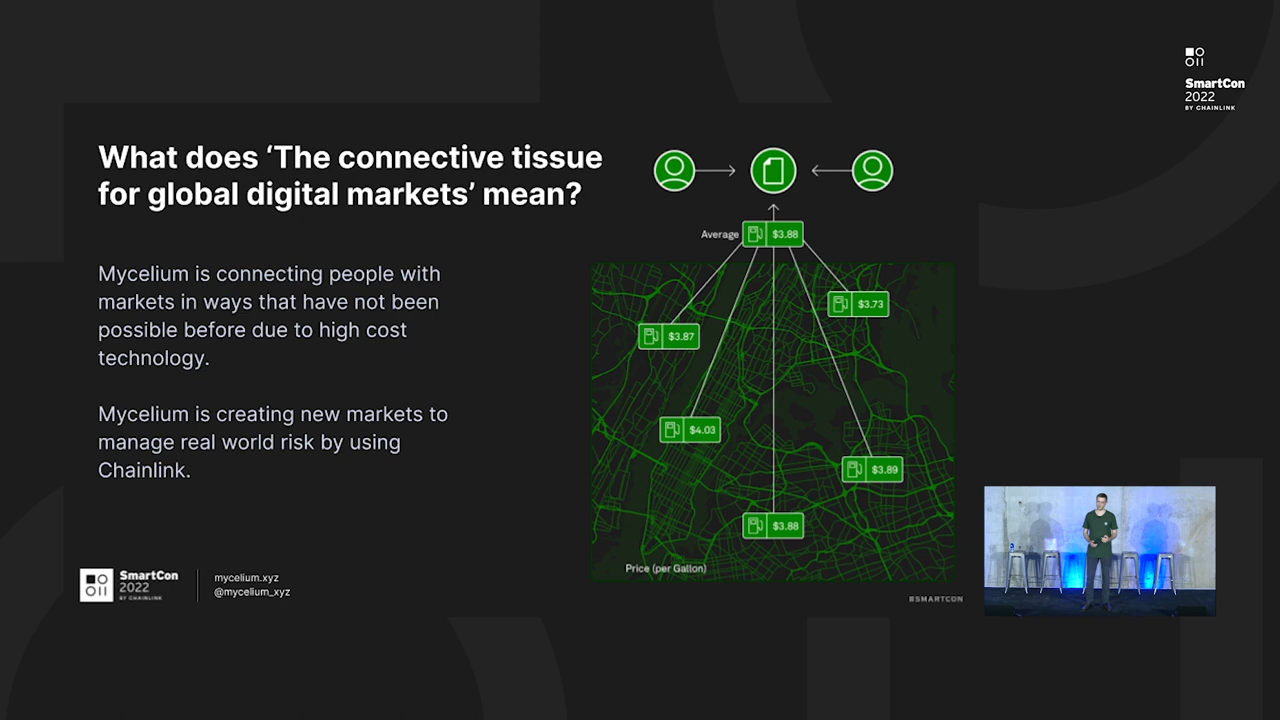 SmartCon
2022
BY CHAINLINK
What does ‘The connective tissue
for global digital markets’ mean?
Mycelium is connecting people with
markets in ways that have not been
possible before due to high cost
technology.
Mycelium is creating new markets to
manage real world risk by using
Chainlink.
Average
$3.88
$3.73
$3.87
$4.03
$3.89
$3.88
Price (per Gallon)
SmartCon
2022
BY CHAINLINK
mycelium.xyz
@mycelium_xyz
#SMARTCON